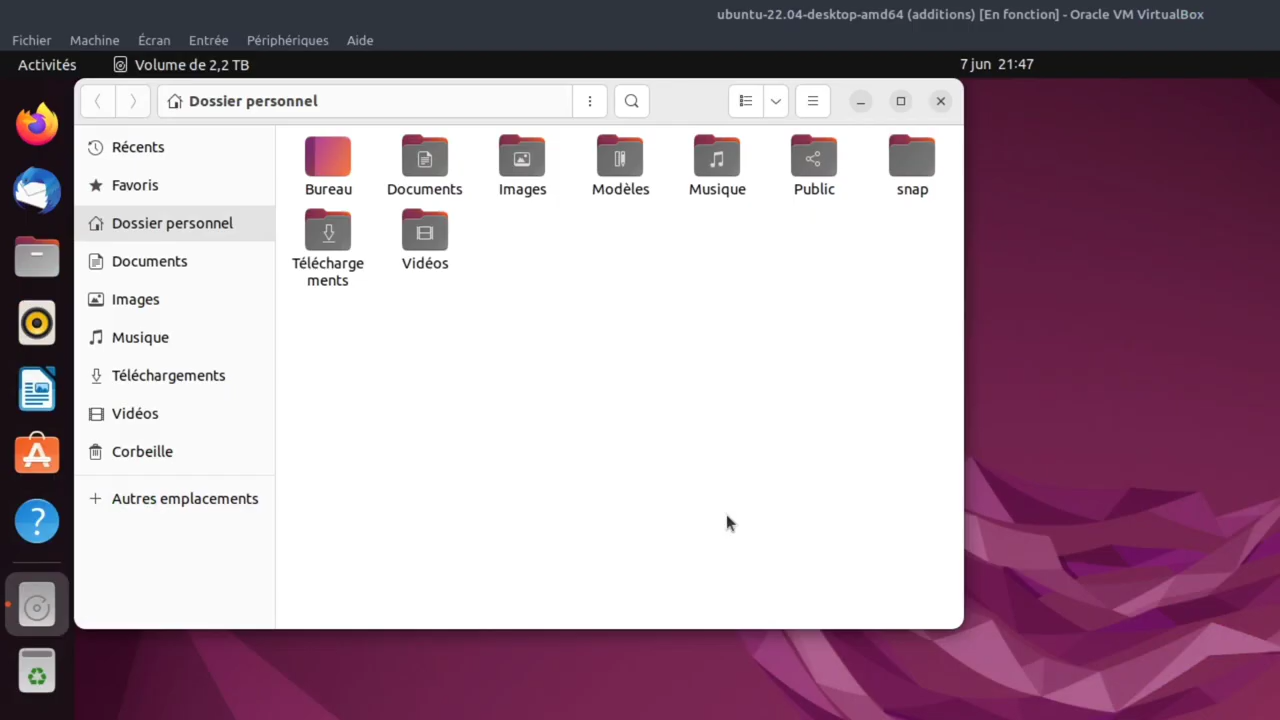 ubuntu-22.04-desktop-amd64 (additions) [En fonction] - Oracle VM VirtualBox
Fichier Machine Écran Entrée Périphériques Aide
Activités Volume de 2,2 TB 7 jun 21:47
Dossier personnel
Récents
Favoris
Dossier personnel
Documents
Images
Musique
Téléchargements
Vidéos
Corbeille
Autres emplacements
Bureau Documents Images Modèles Musique Public snap
Télécharge
ments
Vidéos